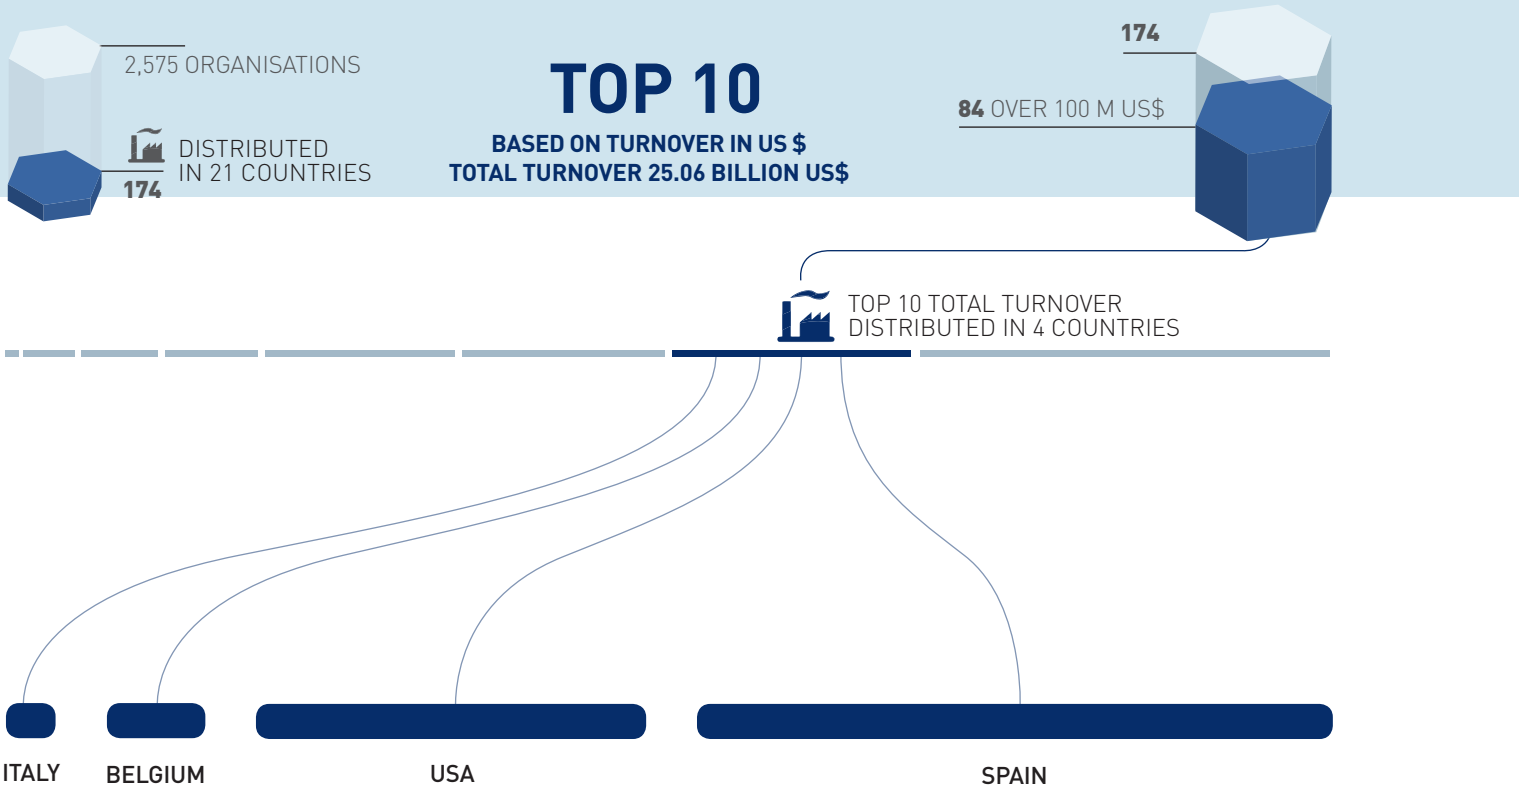 2,575 ORGANISATIONS
DISTRIBUTED
IN 21 COUNTRIES
174
TOP 10
BASED ON TURNOVER IN US $
TOTAL TURNOVER 25.06 BILLION US$
174
84 OVER 100 M US$
TOP 10 TOTAL TURNOVER
DISTRIBUTED IN 4 COUNTRIES
ITALY
BELGIUM
USA
SPAIN